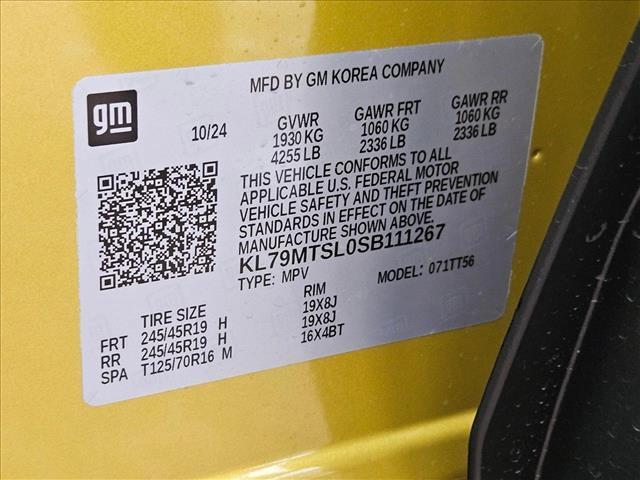 MFD BY GM KOREA COMPANY
gm
10/24
GVWR GAWR FRT GAWR RR
1930 KG 1060 KG 1060 KG
4255 LB 2336 LB 2336 LB
THIS VEHICLE CONFORMS TO ALL
APPLICABLE U.S. FEDERAL MOTOR
VEHICLE SAFETY AND THEFT PREVENTION
STANDARDS IN EFFECT ON THE DATE OF
MANUFACTURE SHOWN ABOVE.
KL79MTSL0SB111267
TYPE: MPV MODEL: 071TT56
TIRE SIZE RIM
FRT 245/45R19 H 19X8J
RR 245/45R19 H 19X8J
SPA T125/70R16 M 16X4BT